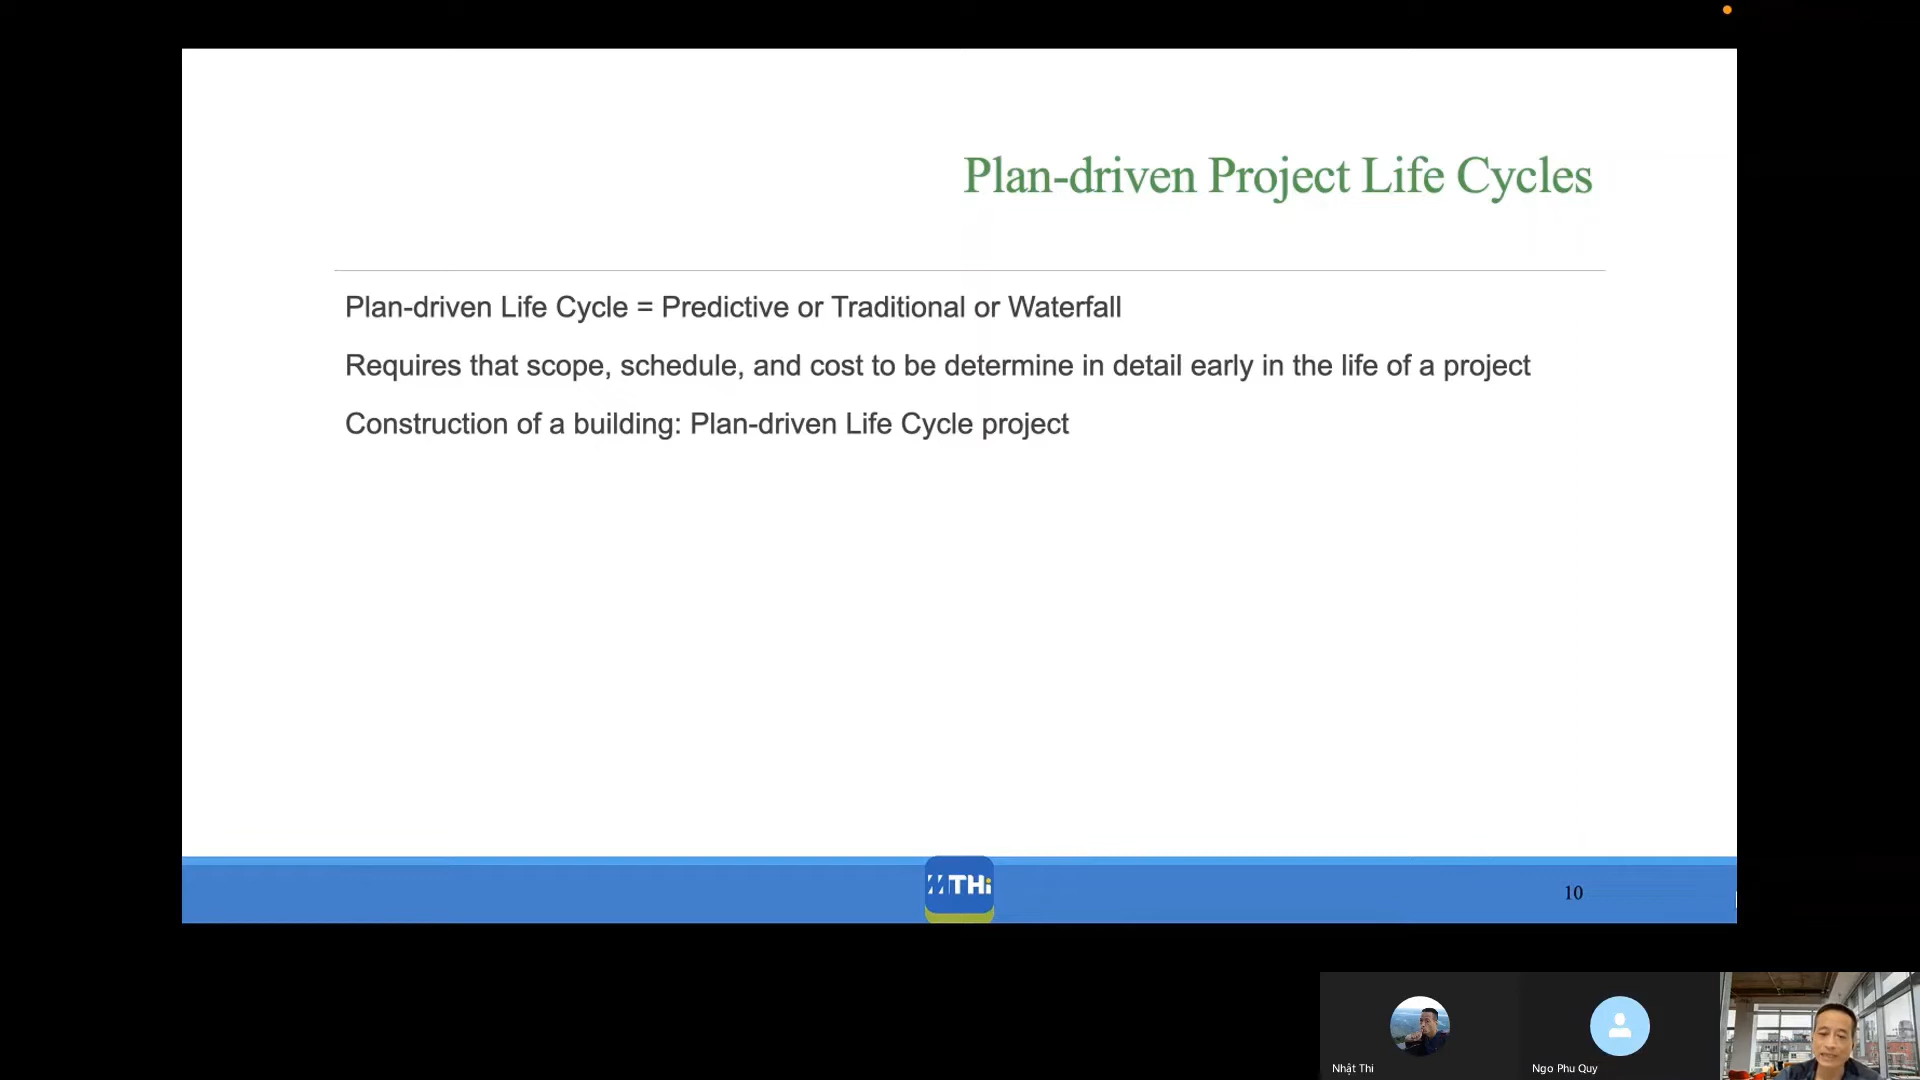 Plan-driven Project Life Cycles
Plan-driven Life Cycle = Predictive or Traditional or Waterfall
Requires that scope, schedule, and cost to be determine in detail early in the life of a project
Construction of a building: Plan-driven Life Cycle project
MTHi
10
Nhật Thi
Ngo Phu Quy